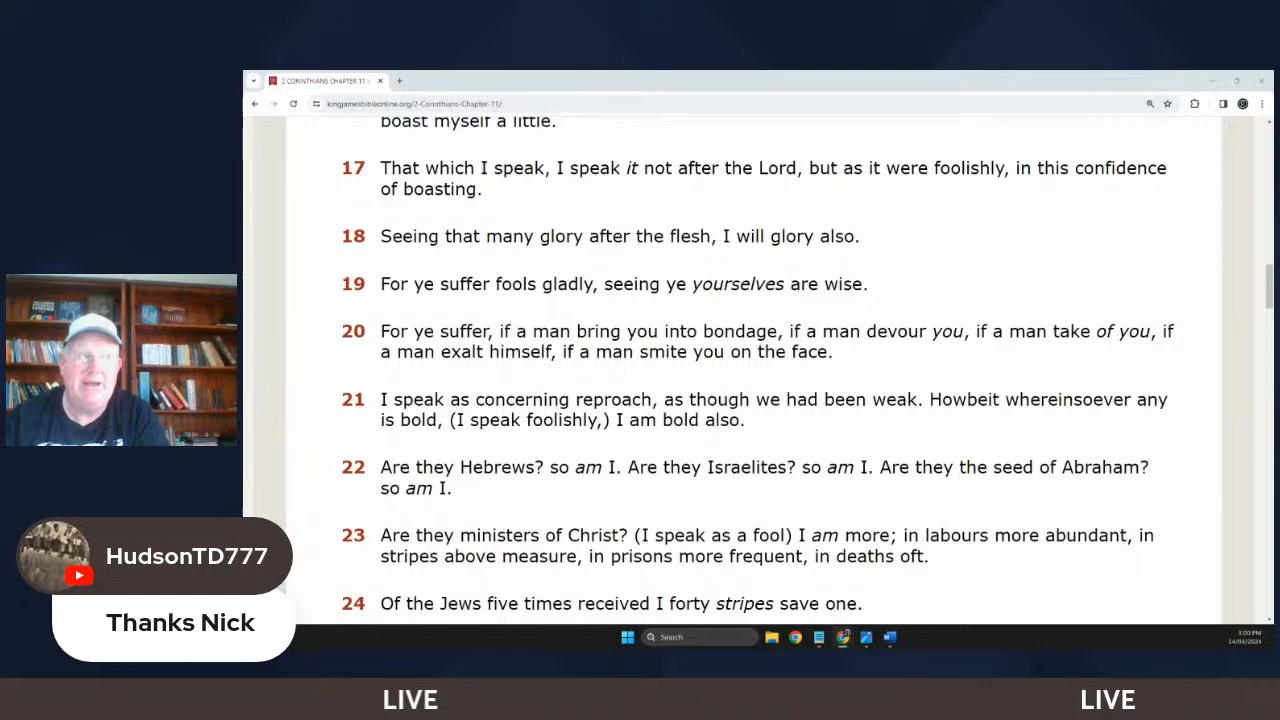 2 CORINTHIANS CHAPTER 11
kingjamesbibleonline.org/2-Corinthians-Chapter-11/
boast myself a little.
17 That which I speak, I speak it not after the Lord, but as it were foolishly, in this confidence
of boasting.
18 Seeing that many glory after the flesh, I will glory also.
19 For ye suffer fools gladly, seeing ye yourselves are wise.
20 For ye suffer, if a man bring you into bondage, if a man devour you, if a man take of you, if
a man exalt himself, if a man smite you on the face.
21 I speak as concerning reproach, as though we had been weak. Howbeit whereinsoever any
is bold, (I speak foolishly,) I am bold also.
22 Are they Hebrews? so am I. Are they Israelites? so am I. Are they the seed of Abraham?
so am I.
23 Are they ministers of Christ? (I speak as a fool) I am more; in labours more abundant, in
stripes above measure, in prisons more frequent, in deaths oft.
24 Of the Jews five times received I forty stripes save one.
HudsonTD777
Thanks Nick
Search
1:03 PM
14/04/2024
LIVE LIVE